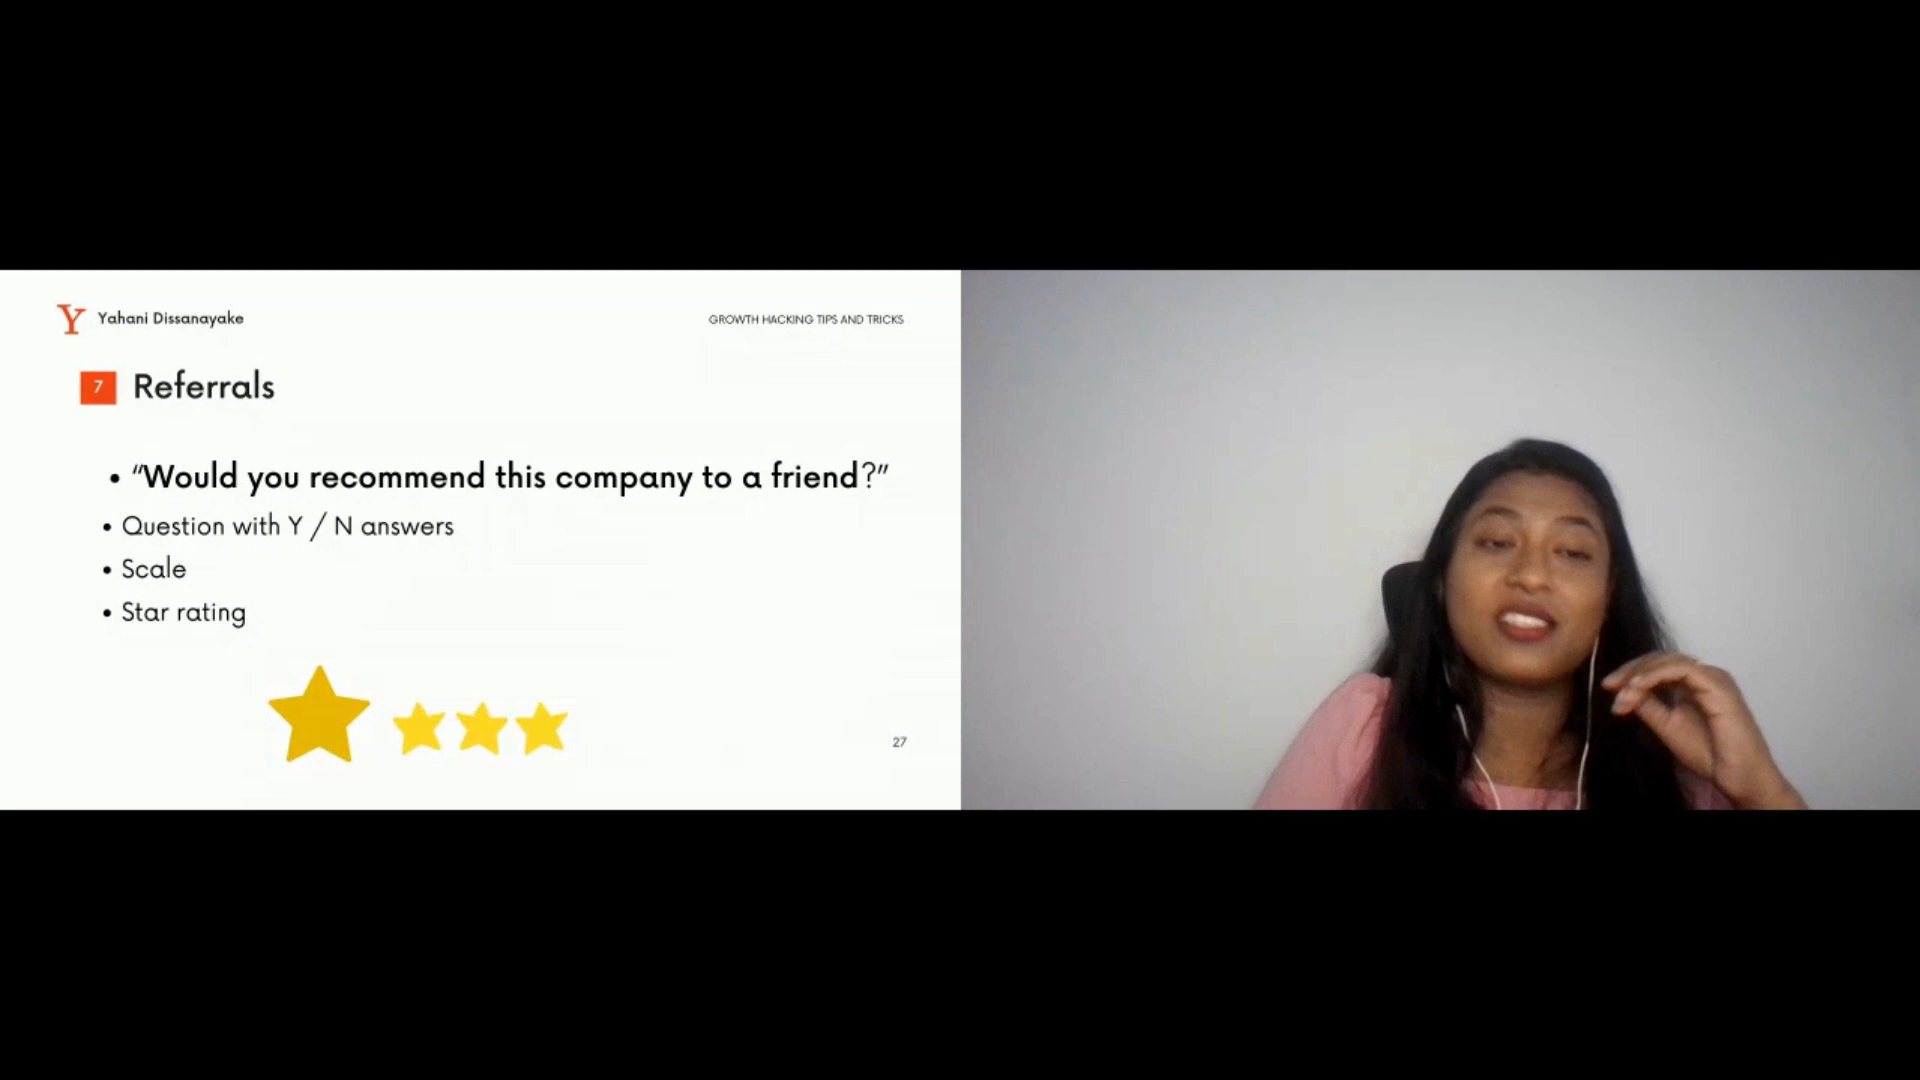 Y Yahani Dissanayake
GROWTH HACKING TIPS AND TRICKS
7 Referrals
• “Would you recommend this company to a friend?”
• Question with Y / N answers
• Scale
• Star rating
27